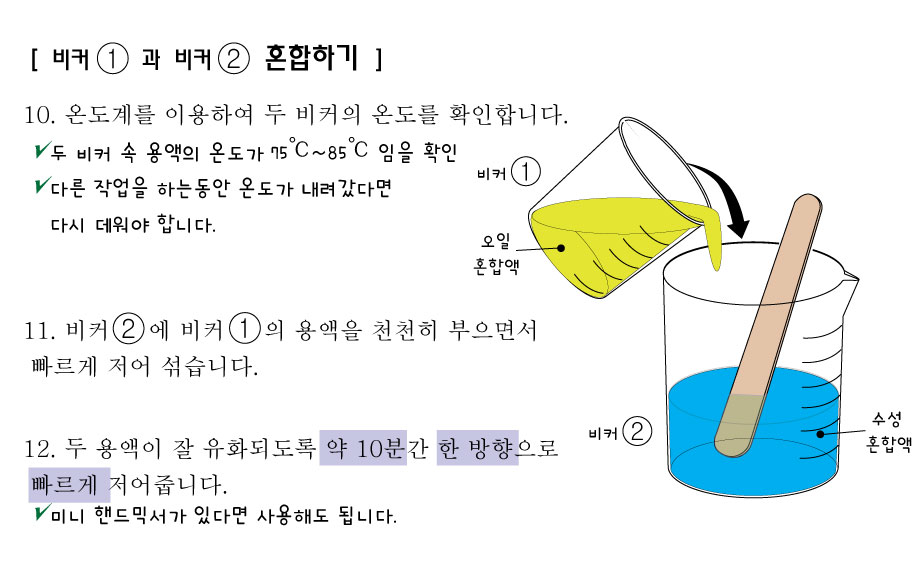 [ 비커① 과 비커② 혼합하기 ]
10. 온도계를 이용하여 두 비커의 온도를 확인합니다.
✓두 비커 속 용액의 온도가 75℃~85℃ 임을 확인
✓다른 작업을 하는동안 온도가 내려갔다면
다시 데워야 합니다.
비커①
오일
혼합액
11. 비커②에 비커①의 용액을 천천히 부으면서
빠르게 저어 섞습니다.
12. 두 용액이 잘 유화되도록 약 10분간 한 방향으로
빠르게 저어줍니다.
✓미니 핸드믹서가 있다면 사용해도 됩니다.
비커②
수성
혼합액